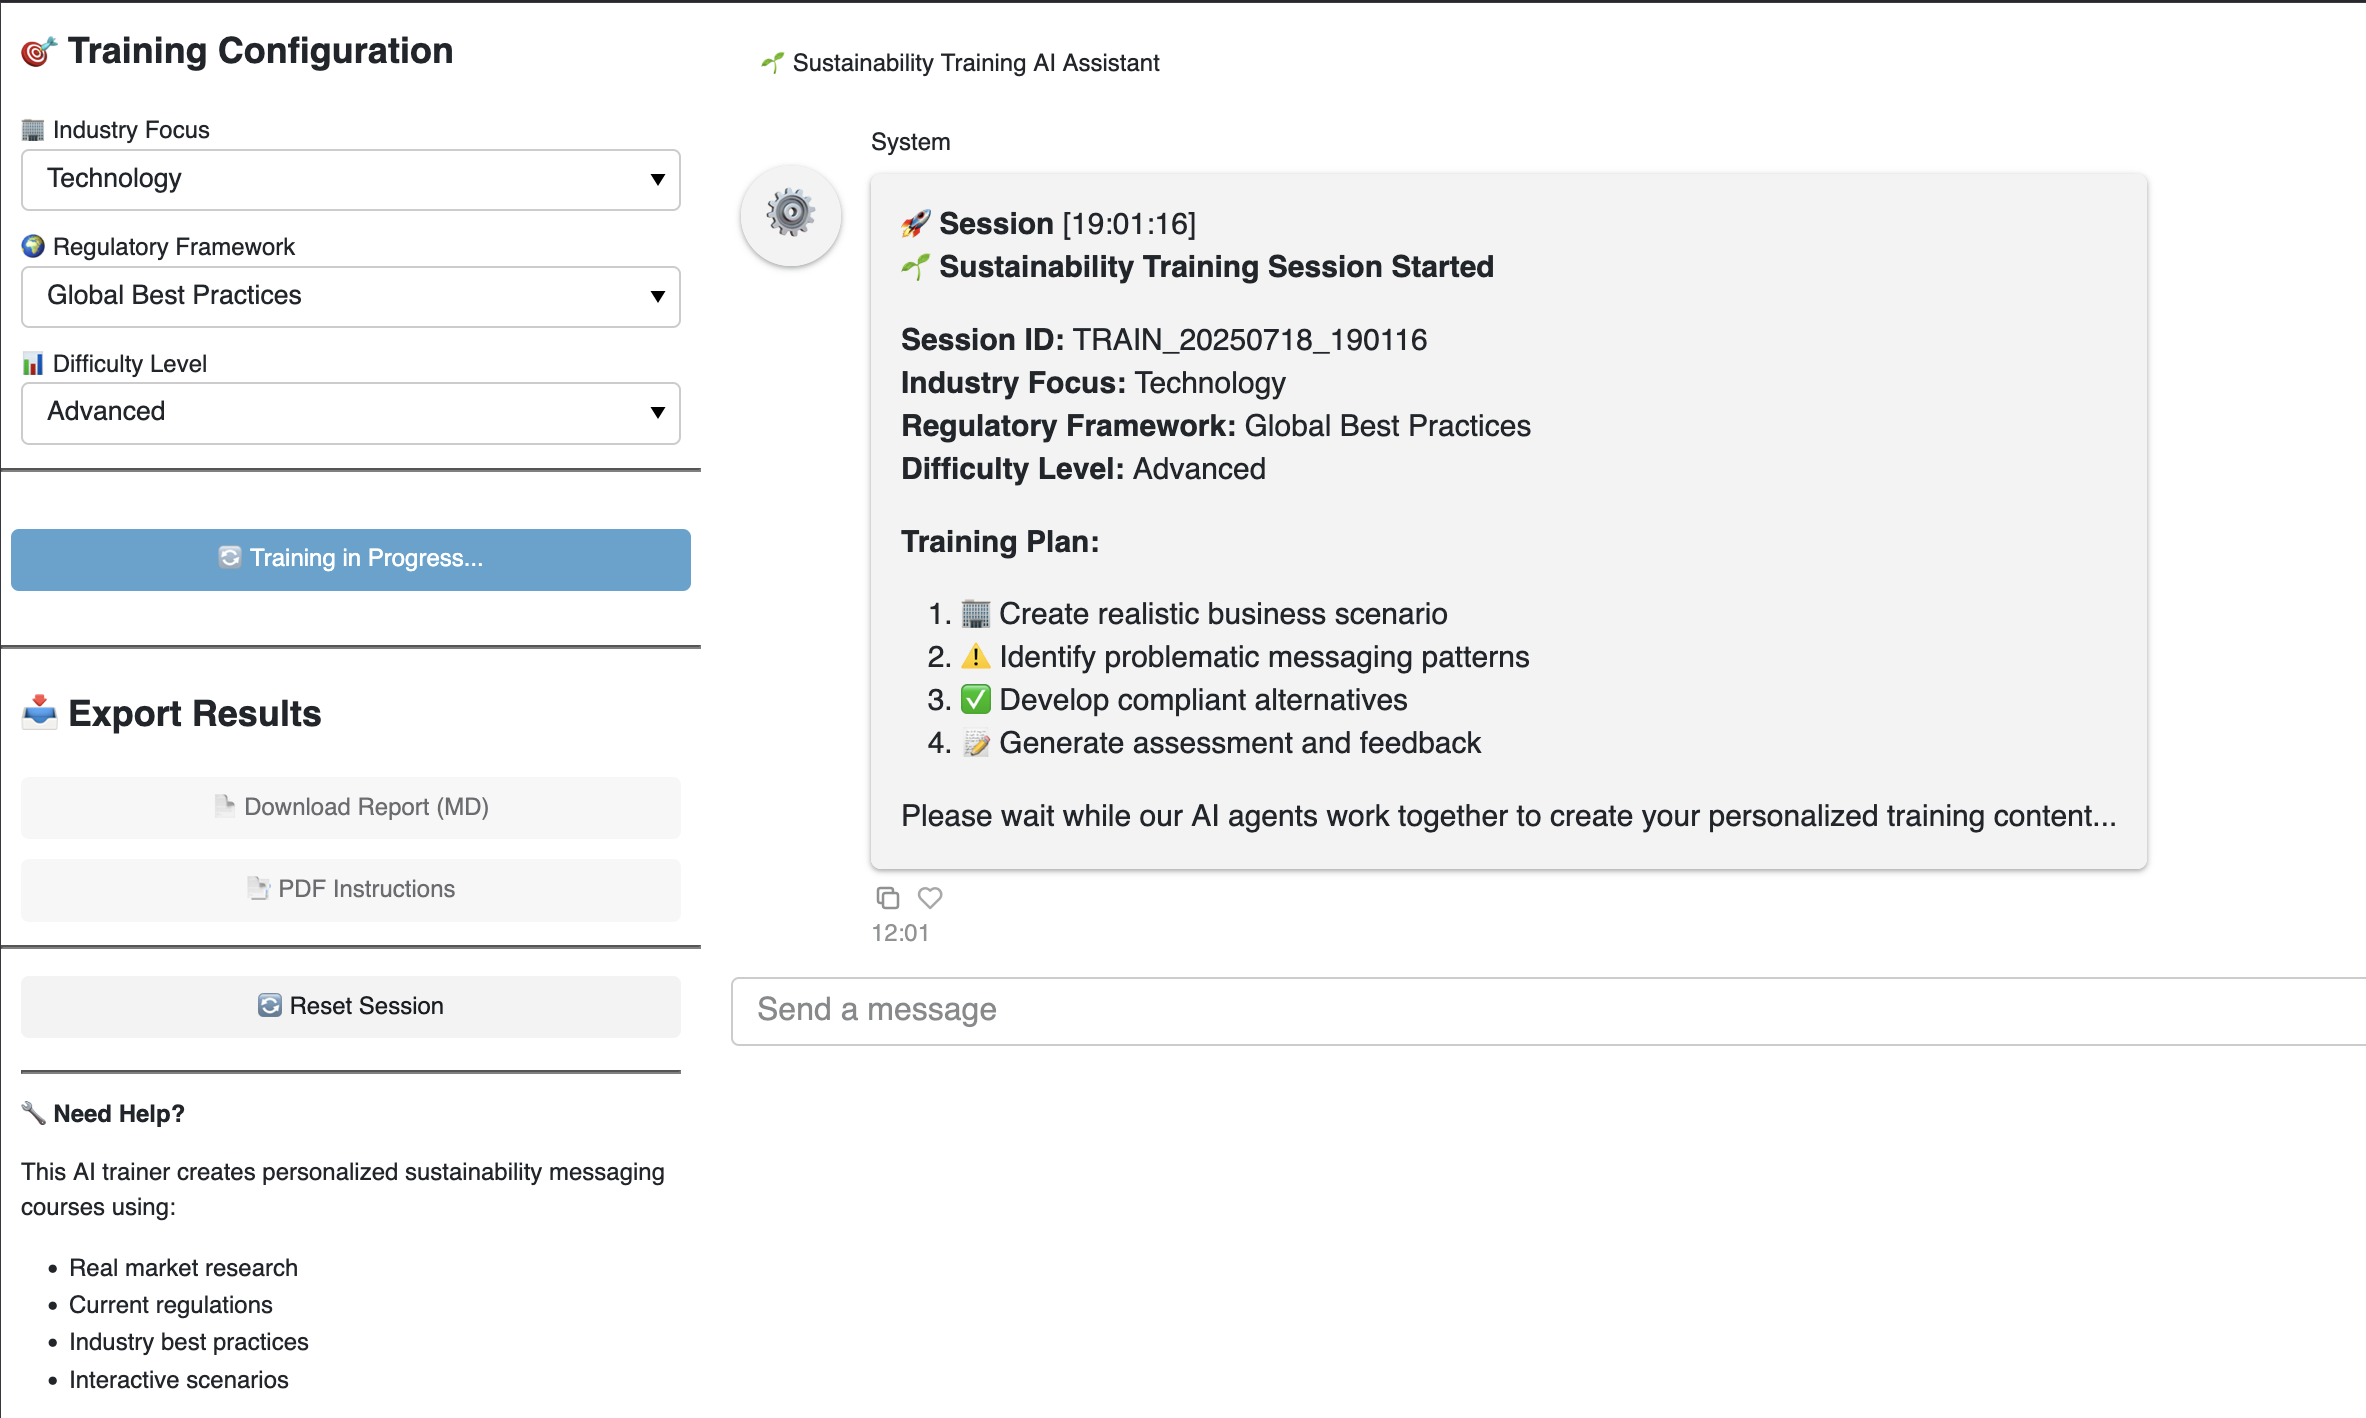 🎯 Training Configuration
🏢 Industry Focus
Technology
🌍 Regulatory Framework
Global Best Practices
📊 Difficulty Level
Advanced
🔄 Training in Progress...
📥 Export Results
📄 Download Report (MD)
📑 PDF Instructions
🔄 Reset Session
🔧 Need Help?
This AI trainer creates personalized sustainability messaging
courses using:
• Real market research
• Current regulations
• Industry best practices
• Interactive scenarios
🌱 Sustainability Training AI Assistant
System
🚀 Session [19:01:16]
🌱 Sustainability Training Session Started
Session ID: TRAIN_20250718_190116
Industry Focus: Technology
Regulatory Framework: Global Best Practices
Difficulty Level: Advanced
Training Plan:
1. 🏢 Create realistic business scenario
2. ⚠️ Identify problematic messaging patterns
3. ✅ Develop compliant alternatives
4. 📝 Generate assessment and feedback
Please wait while our AI agents work together to create your personalized training content...
12:01
Send a message